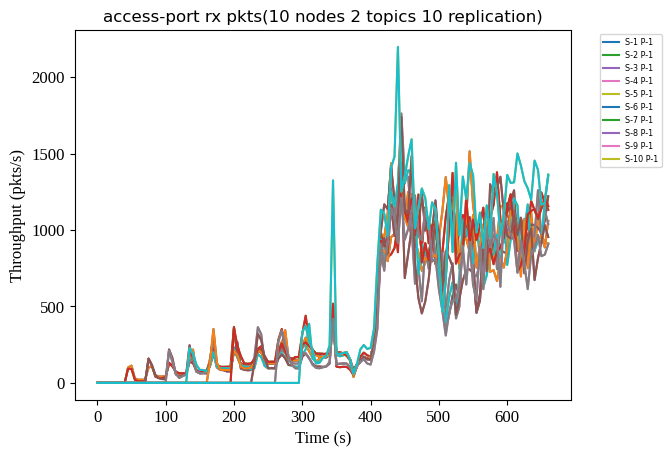 access-port rx pkts(10 nodes 2 topics 10 replication)
Throughput (pkts/s)
2000
1500
1000
500
0
0 100 200 300 400 500 600
Time (s)
S-1 P-1
S-2 P-1
S-3 P-1
S-4 P-1
S-5 P-1
S-6 P-1
S-7 P-1
S-8 P-1
S-9 P-1
S-10 P-1